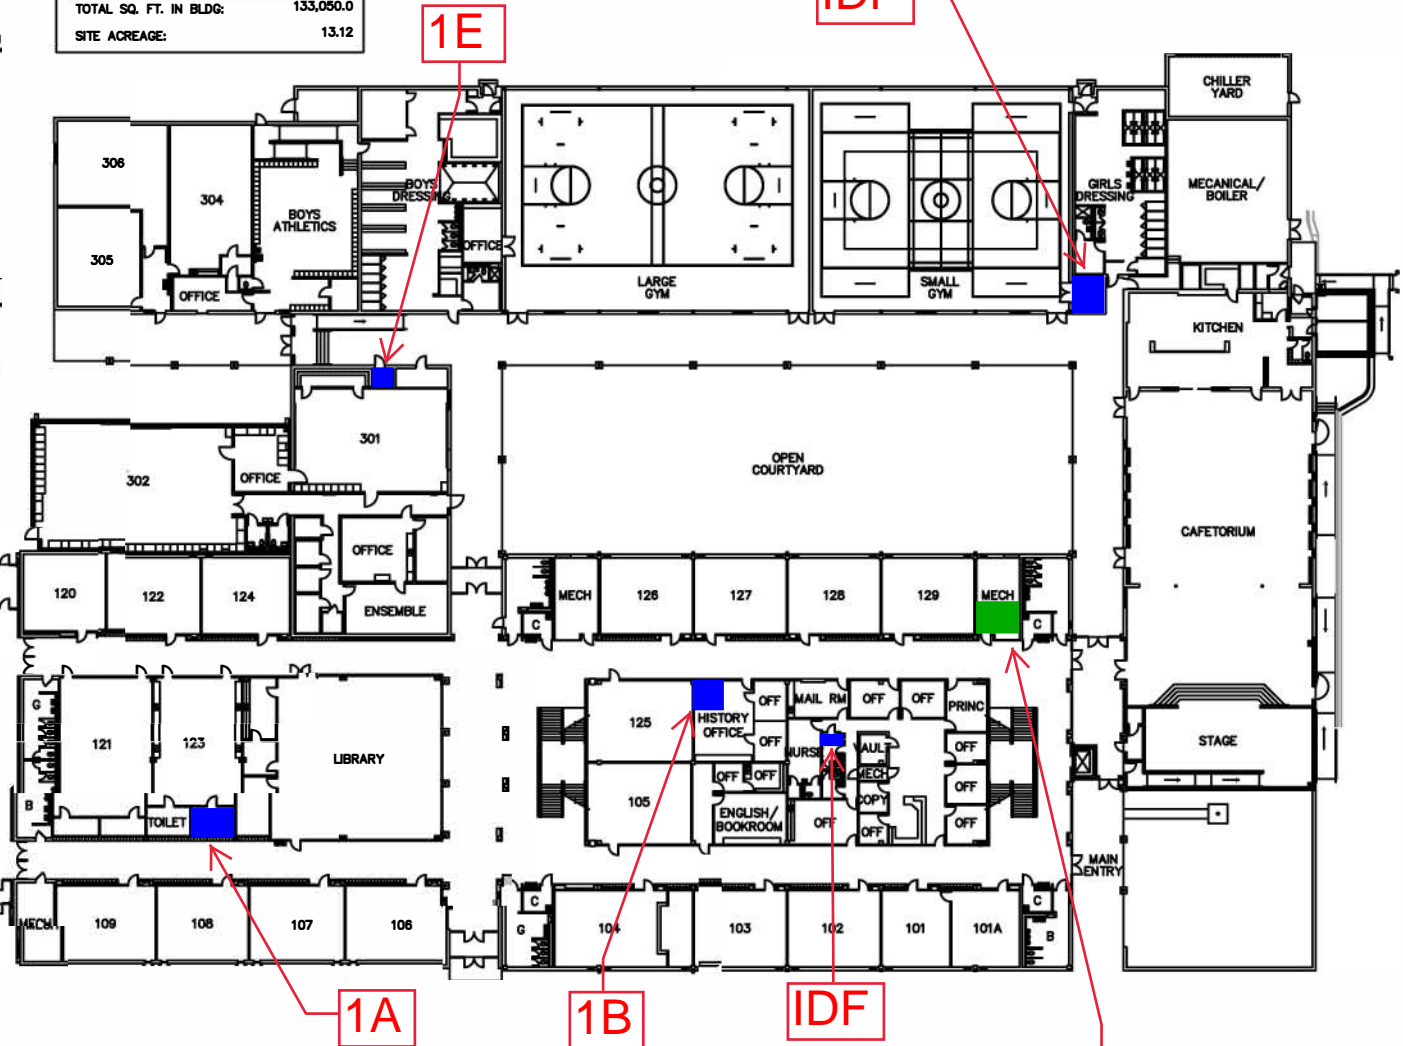 TOTAL SQ. FT. IN BLDG: 133,050.0
SITE ACREAGE: 13.12
1E
IDF
CHILLER
YARD
306
304
BOYS
ATHLETICS
BOYS
DRESSING
GIRLS
DRESSING
MECANICAL/
BOILER
305
OFFICE
OFFICE
LARGE
GYM
SMALL
GYM
KITCHEN
301
302
OFFICE
OPEN
COURTYARD
CAFETORIUM
OFFICE
120
122
124
ENSEMBLE
MECH
126
127
128
129
MECH
C
C
G
121
123
LIBRARY
125
HISTORY
OFFICE
OFF
OFF
MAIL RM
OFF
OFF
PRINC
NURSE
VAULT
OFF
STAGE
MECH
OFF
OFF
OFF
B
TOILET
105
ENGLISH/
BOOKROOM
OFF
COPY
OFF
OFF
MAIN
ENTRY
MECH
109
108
107
106
C
G
104
103
102
101
101A
C
B
1A
1B
IDF